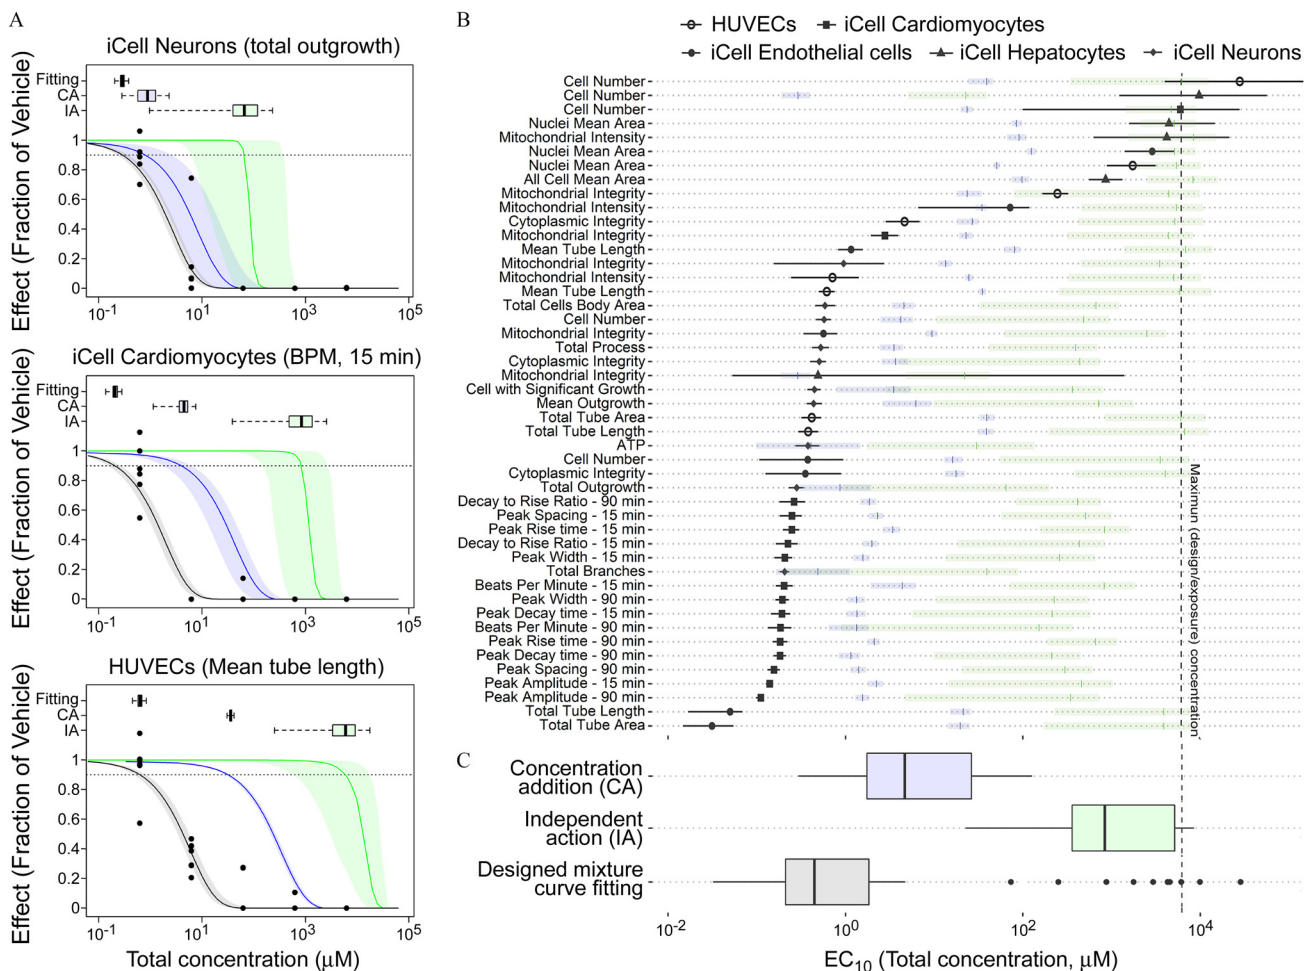 A
iCell Neurons (total outgrowth)
Fitting
CA
IA
1
0.8
0.6
0.4
0.2
0
Effect (Fraction of Vehicle)
10-1
101
103
105
iCell Cardiomyocytes (BPM, 15 min)
Fitting
CA
IA
1
0.8
0.6
0.4
0.2
0
Effect (Fraction of Vehicle)
10-1
101
103
105
HUVECs (Mean tube length)
Fitting
CA
IA
1
0.8
0.6
0.4
0.2
0
Effect (Fraction of Vehicle)
10-1
101
103
105
Total concentration (μM)
B
HUVECs iCell Cardiomyocytes
iCell Endothelial cells iCell Hepatocytes iCell Neurons
Cell Number
Cell Number
Cell Number
Nuclei Mean Area
Mitochondrial Intensity
Nuclei Mean Area
Nuclei Mean Area
All Cell Mean Area
Mitochondrial Integrity
Mitochondrial Intensity
Cytoplasmic Integrity
Mitochondrial Integrity
Mean Tube Length
Mitochondrial Integrity
Mitochondrial Intensity
Mean Tube Length
Total Cells Body Area
Cell Number
Mitochondrial Integrity
Total Process
Cytoplasmic Integrity
Mitochondrial Integrity
Cell with Significant Growth
Mean Outgrowth
Total Tube Area
Total Tube Length
ATP
Cell Number
Cytoplasmic Integrity
Total Outgrowth
Decay to Rise Ratio - 90 min
Peak Spacing - 15 min
Peak Rise time - 15 min
Decay to Rise Ratio - 15 min
Peak Width - 15 min
Total Branches
Beats Per Minute - 15 min
Peak Width - 90 min
Peak Decay time - 15 min
Beats Per Minute - 90 min
Peak Rise time - 90 min
Peak Decay time - 90 min
Peak Spacing - 90 min
Peak Amplitude - 15 min
Peak Amplitude - 90 min
Total Tube Length
Total Tube Area
Maximun (design/exposure) concentration
C
Concentration
addition (CA)
Independent
action (IA)
Designed mixture
curve fitting
10-2
100
102
104
EC10 (Total concentration, μM)